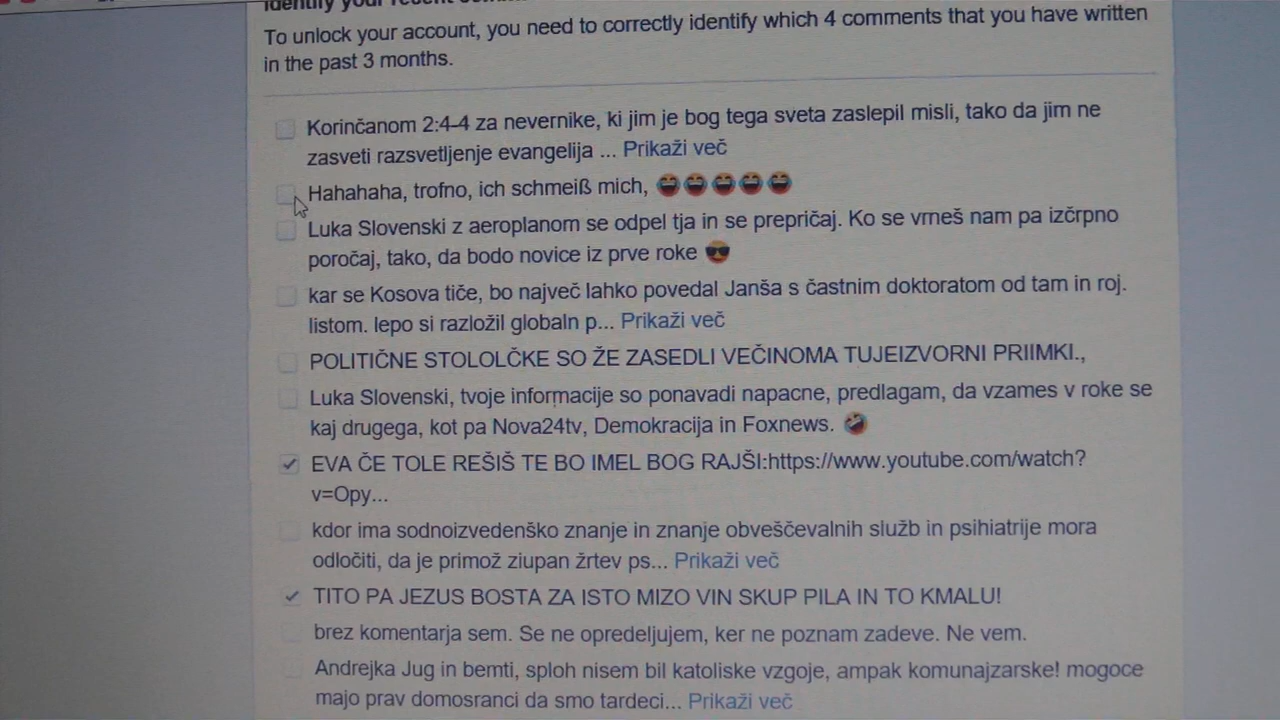 To unlock your account, you need to correctly identify which 4 comments that you have written
in the past 3 months.
Korinčanom 2:4-4 za nevernike, ki jim je bog tega sveta zaslepil misli, tako da jim ne
zasveti razsvetljenje evangelija ... Prikaži več
Hahahaha, trofno, ich schmeiß mich, 😂😂😂😂😂
Luka Slovenski z aeroplanom se odpel tja in se prepričaj. Ko se vrneš nam pa izčrpno
poročaj, tako, da bodo novice iz prve roke 😎
kar se Kosova tiče, bo največ lahko povedal Janša s častnim doktoratom od tam in roj.
listom. lepo si razložil globaln p... Prikaži več
POLITIČNE STOLOLČKE SO ŽE ZASEDLI VEČINOMA TUJEIZVORNI PRIIMKI.,
Luka Slovenski, tvoje informacije so ponavadi napacne, predlagam, da vzames v roke se
kaj drugega, kot pa Nova24tv, Demokracija in Foxnews. 🤣
EVA ČE TOLE REŠIŠ TE BO IMEL BOG RAJŠI:https://www.youtube.com/watch?
v=Opy...
kdor ima sodnoizvedenško znanje in znanje obveščevalnih služb in psihiatrije mora
odločiti, da je primož ziupan žrtev ps... Prikaži več
TITO PA JEZUS BOSTA ZA ISTO MIZO VIN SKUP PILA IN TO KMALU!
brez komentarja sem. Se ne opredeljujem, ker ne poznam zadeve. Ne vem.
Andrejka Jug in bemti, sploh nisem bil katoliske vzgoje, ampak komunajzarske! mogoce
majo prav domosranci da smo tardeci... Prikaži več